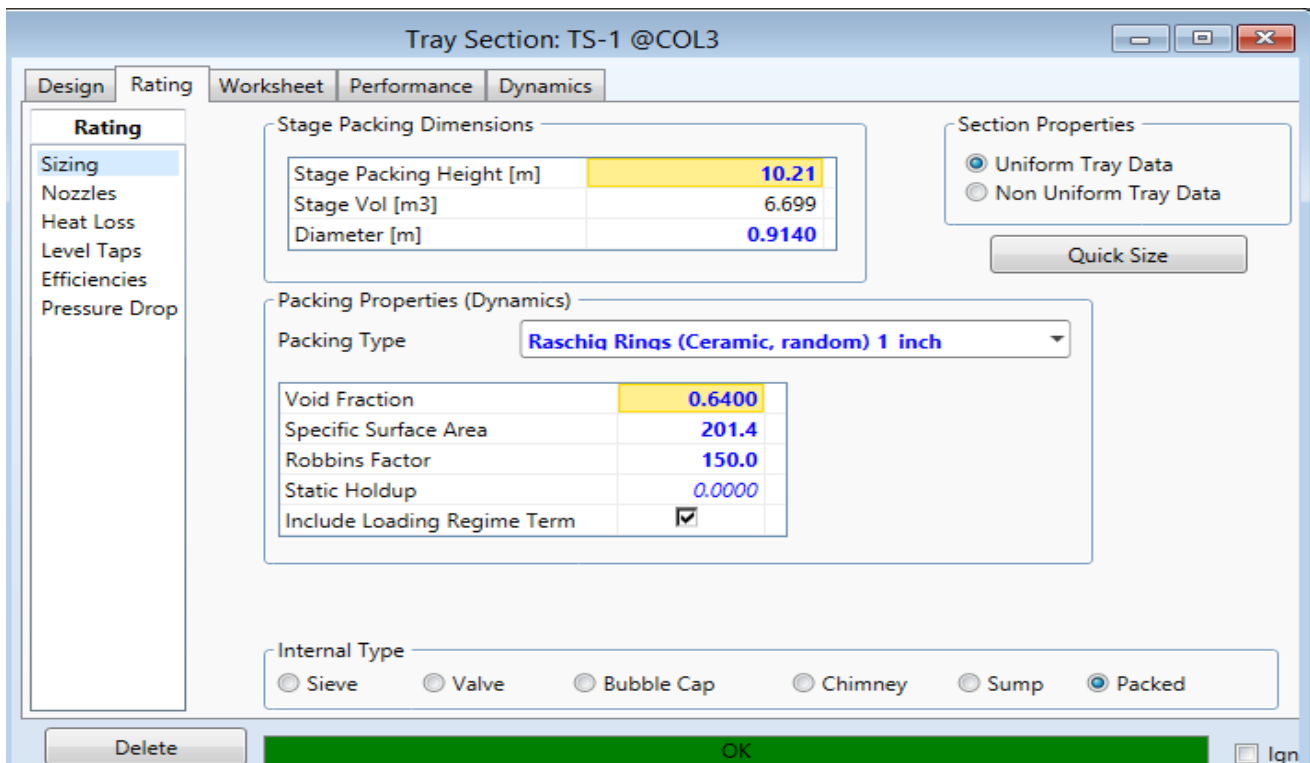 Tray Section: TS-1 @COL3
Design Rating Worksheet Performance Dynamics
Rating
Sizing
Nozzles
Heat Loss
Level Taps
Efficiencies
Pressure Drop
Stage Packing Dimensions
Stage Packing Height [m] 10.21
Stage Vol [m3] 6.699
Diameter [m] 0.9140
Section Properties
Uniform Tray Data
Non Uniform Tray Data
Quick Size
Packing Properties (Dynamics)
Packing Type Raschig Rings (Ceramic, random) 1 inch
Void Fraction 0.6400
Specific Surface Area 201.4
Robbins Factor 150.0
Static Holdup 0.0000
Include Loading Regime Term
Internal Type
Sieve Valve Bubble Cap Chimney Sump Packed
Delete OK Ign